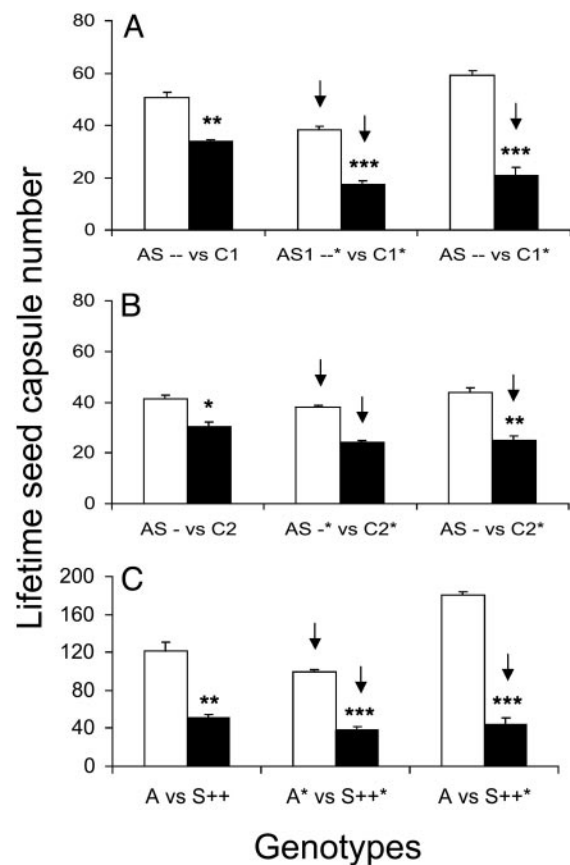 Lifetime seed capsule number
A
80
60
40
20
0
**
***
***
AS -- vs C1
AS1 --* vs C1*
AS -- vs C1*
B
80
60
40
20
0
*
**
AS - vs C2
AS -* vs C2*
AS - vs C2*
C
200
160
120
80
40
0
**
***
***
A vs S++
A* vs S++*
A vs S++*
Genotypes